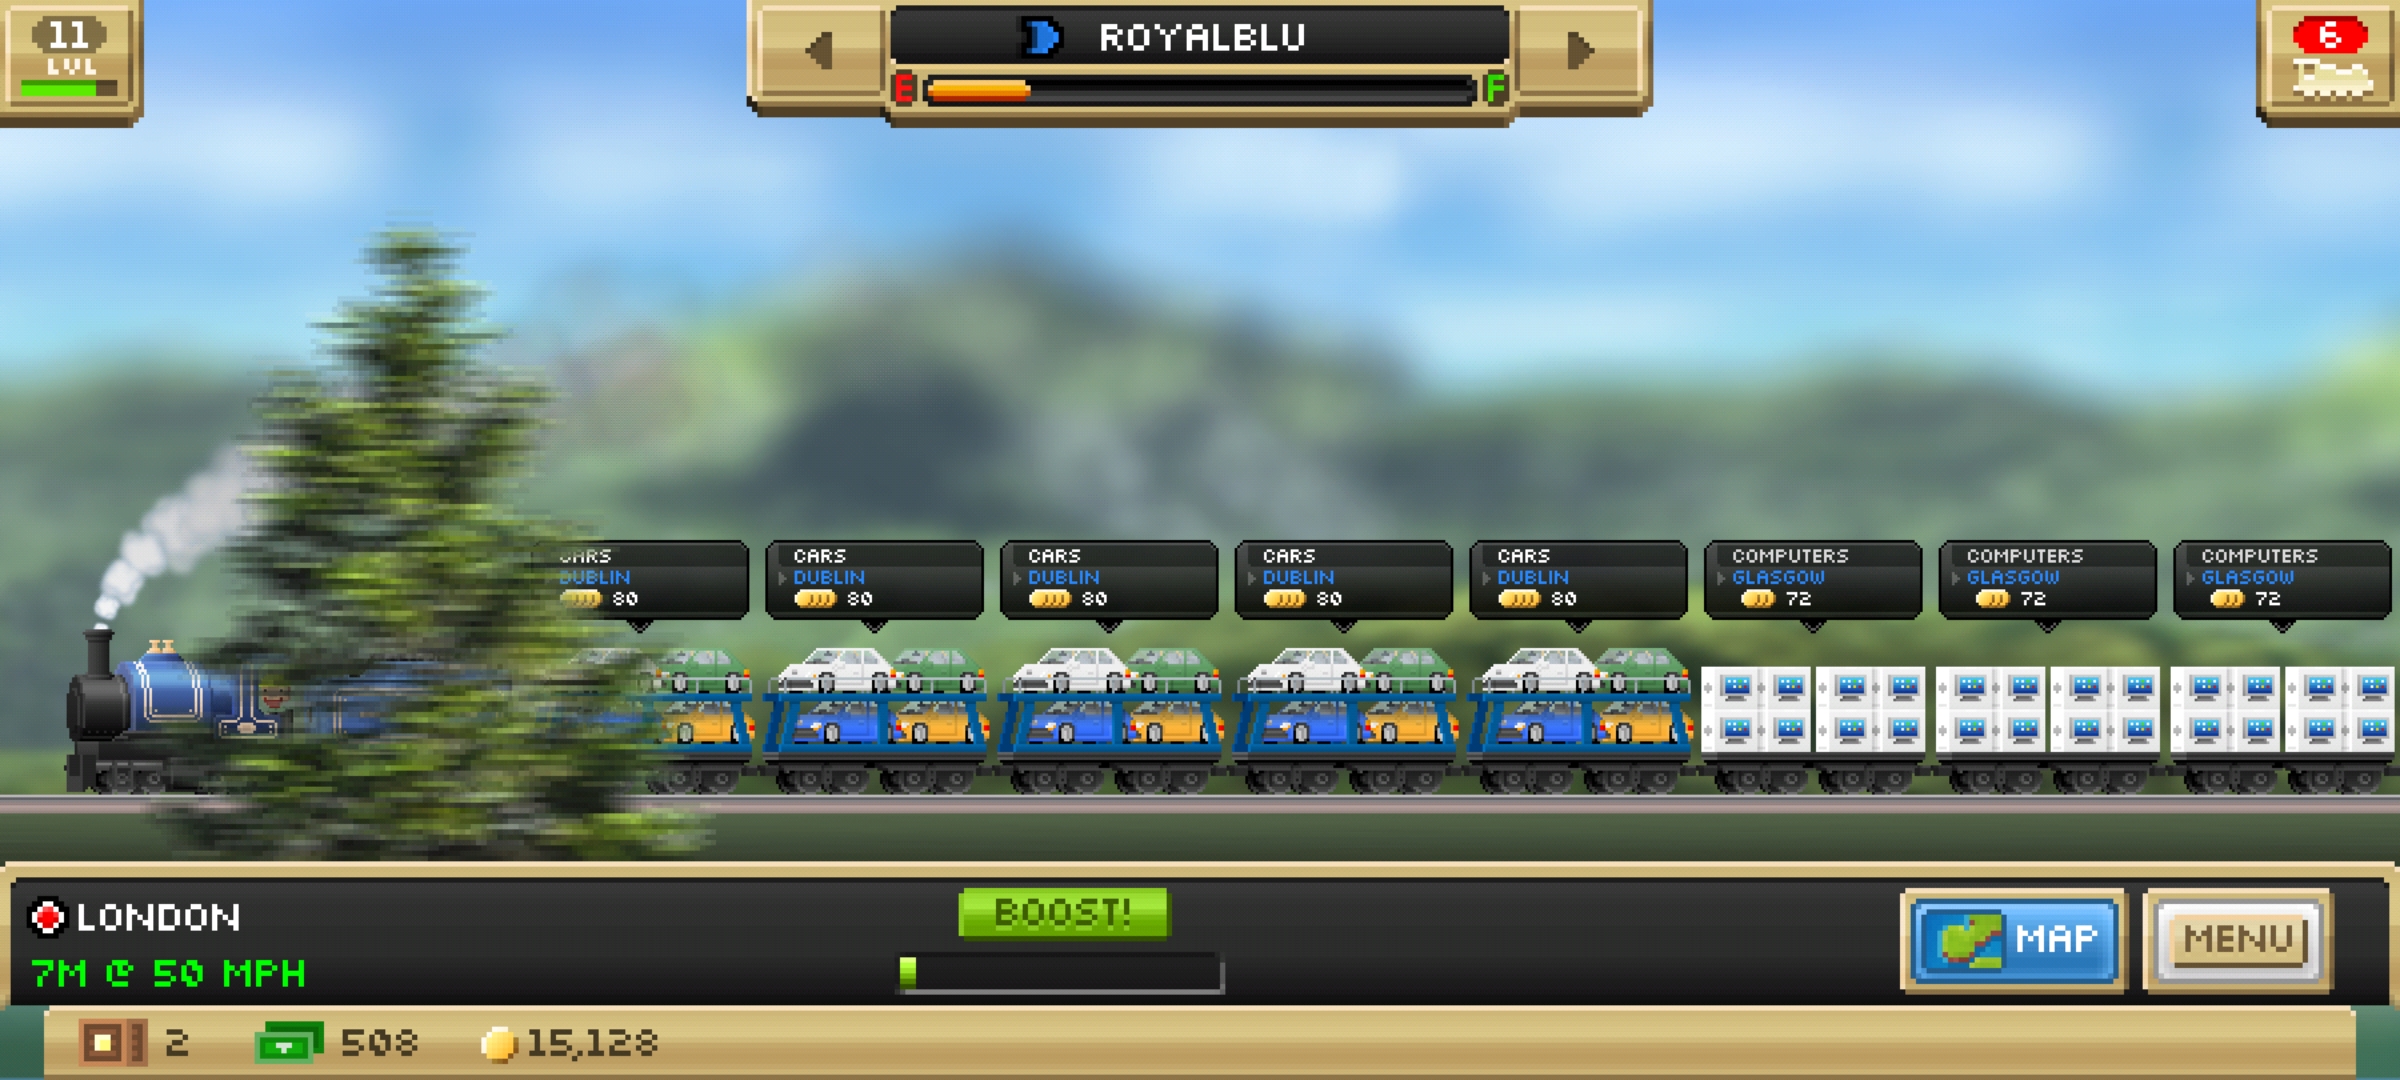 11
LVL
ROYALBLU
E F
6
CARS
DUBLIN
80
CARS
DUBLIN
80
CARS
DUBLIN
80
CARS
DUBLIN
80
CARS
DUBLIN
80
COMPUTERS
GLASGOW
72
COMPUTERS
GLASGOW
72
COMPUTERS
GLASGOW
72
LONDON
7M @ 50 MPH
BOOST!
MAP
MENU
2
508
15,128